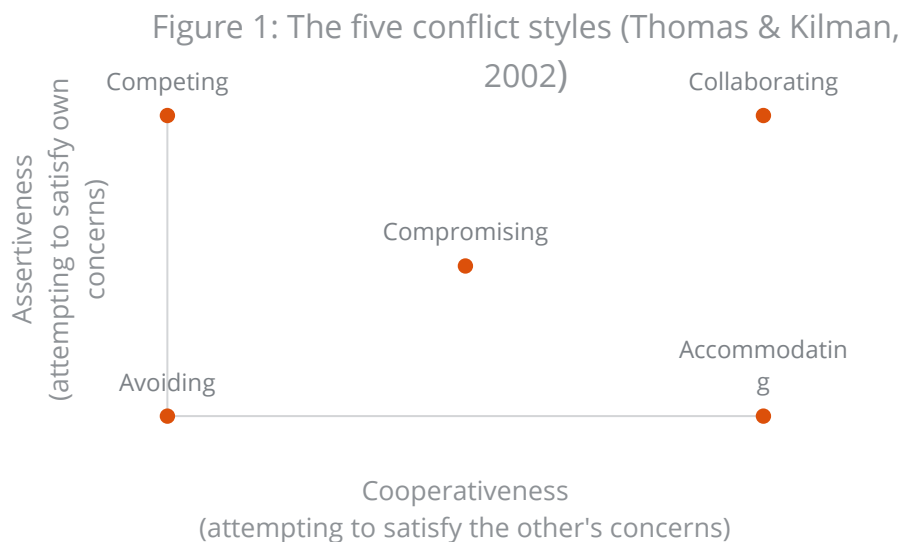 Figure 1: The five conflict styles (Thomas & Kilman,
2002)
Competing
Collaborating
Assertiveness
(attempting to satisfy own
concerns)
Compromising
Accommodatin
g
Avoiding
Cooperativeness
(attempting to satisfy the other's concerns)